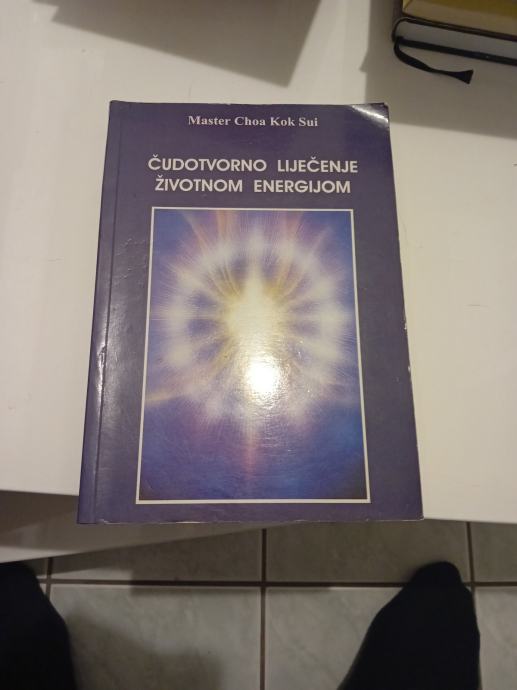 Master Choa Kok Sui
ČUDOTVORNO LIJEČENJE
ŽIVOTNOM ENERGIJOM